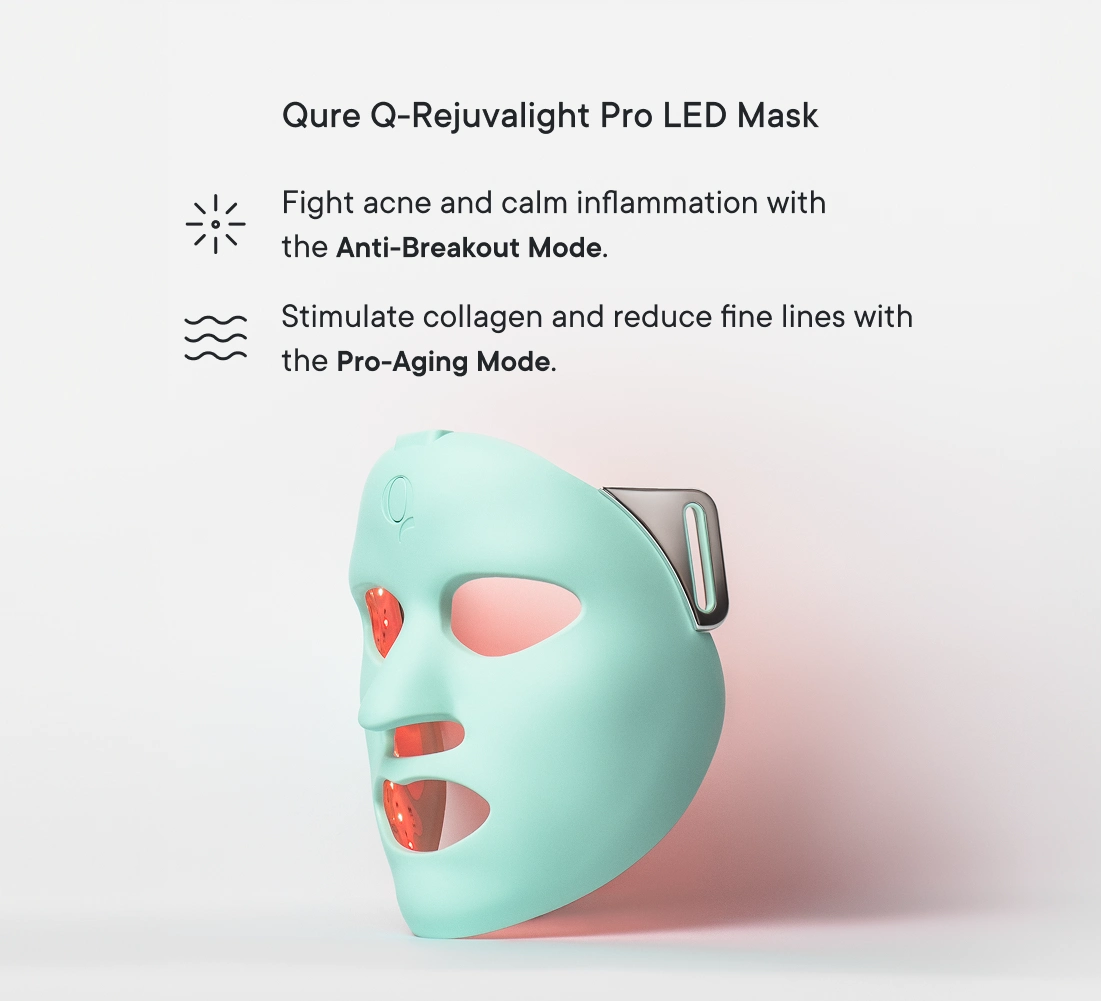 Qure Q-Rejuvalight Pro LED Mask
Fight acne and calm inflammation with
the Anti-Breakout Mode.
Stimulate collagen and reduce fine lines with
the Pro-Aging Mode.
Q